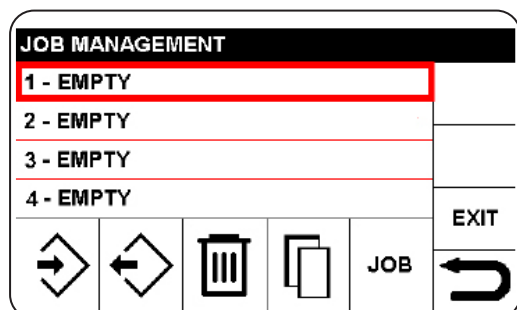 JOB MANAGEMENT
1 - EMPTY
2 - EMPTY
3 - EMPTY
4 - EMPTY
EXIT
JOB